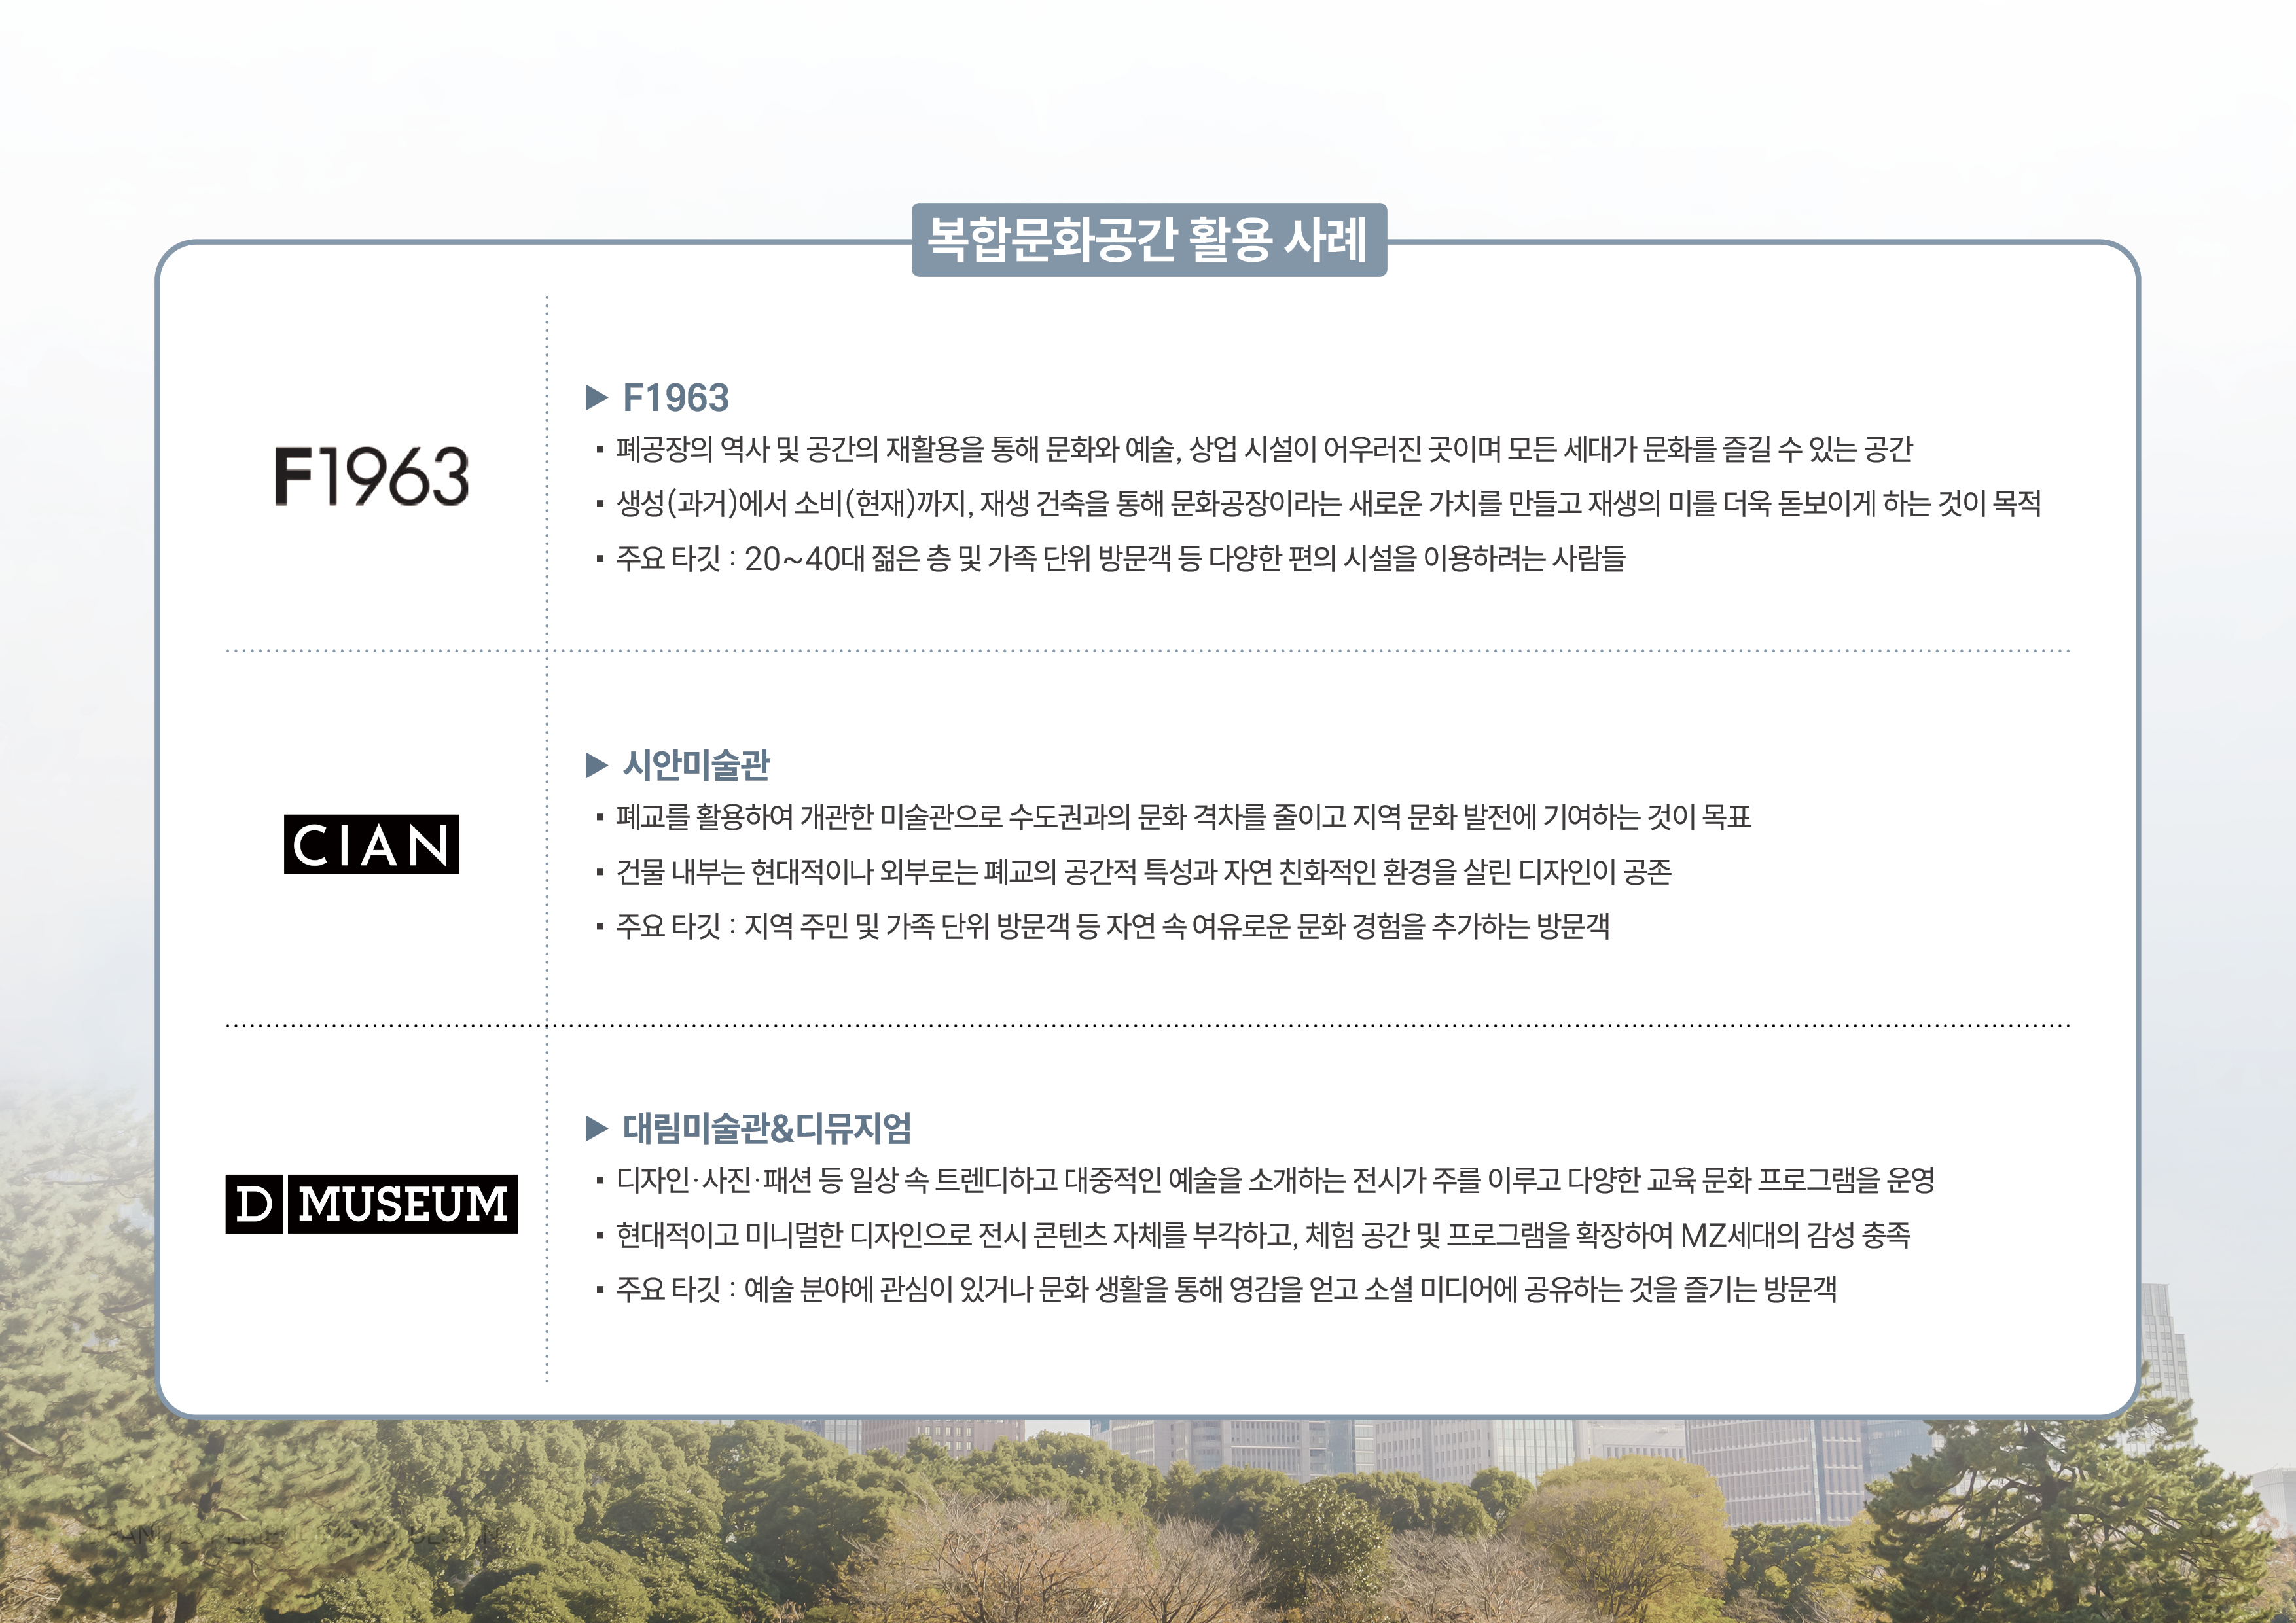 복합문화공간 활용 사례
F1963
▶ F1963
▪ 폐공장의 역사 및 공간의 재활용을 통해 문화와 예술, 상업 시설이 어우러진 곳이며 모든 세대가 문화를 즐길 수 있는 공간
▪ 생성(과거)에서 소비(현재)까지, 재생 건축을 통해 문화공장이라는 새로운 가치를 만들고 재생의 미를 더욱 돋보이게 하는 것이 목적
▪ 주요 타깃 : 20~40대 젊은 층 및 가족 단위 방문객 등 다양한 편의 시설을 이용하려는 사람들
CIAN
▶ 시안미술관
▪ 폐교를 활용하여 개관한 미술관으로 수도권과의 문화 격차를 줄이고 지역 문화 발전에 기여하는 것이 목표
▪ 건물 내부는 현대적이나 외부로는 폐교의 공간적 특성과 자연 친화적인 환경을 살린 디자인이 공존
▪ 주요 타깃 : 지역 주민 및 가족 단위 방문객 등 자연 속 여유로운 문화 경험을 추가하는 방문객
D MUSEUM
▶ 대림미술관&디뮤지엄
▪ 디자인·사진·패션 등 일상 속 트렌디하고 대중적인 예술을 소개하는 전시가 주를 이루고 다양한 교육 문화 프로그램을 운영
▪ 현대적이고 미니멀한 디자인으로 전시 콘텐츠 자체를 부각하고, 체험 공간 및 프로그램을 확장하여 MZ세대의 감성 충족
▪ 주요 타깃 : 예술 분야에 관심이 있거나 문화 생활을 통해 영감을 얻고 소셜 미디어에 공유하는 것을 즐기는 방문객